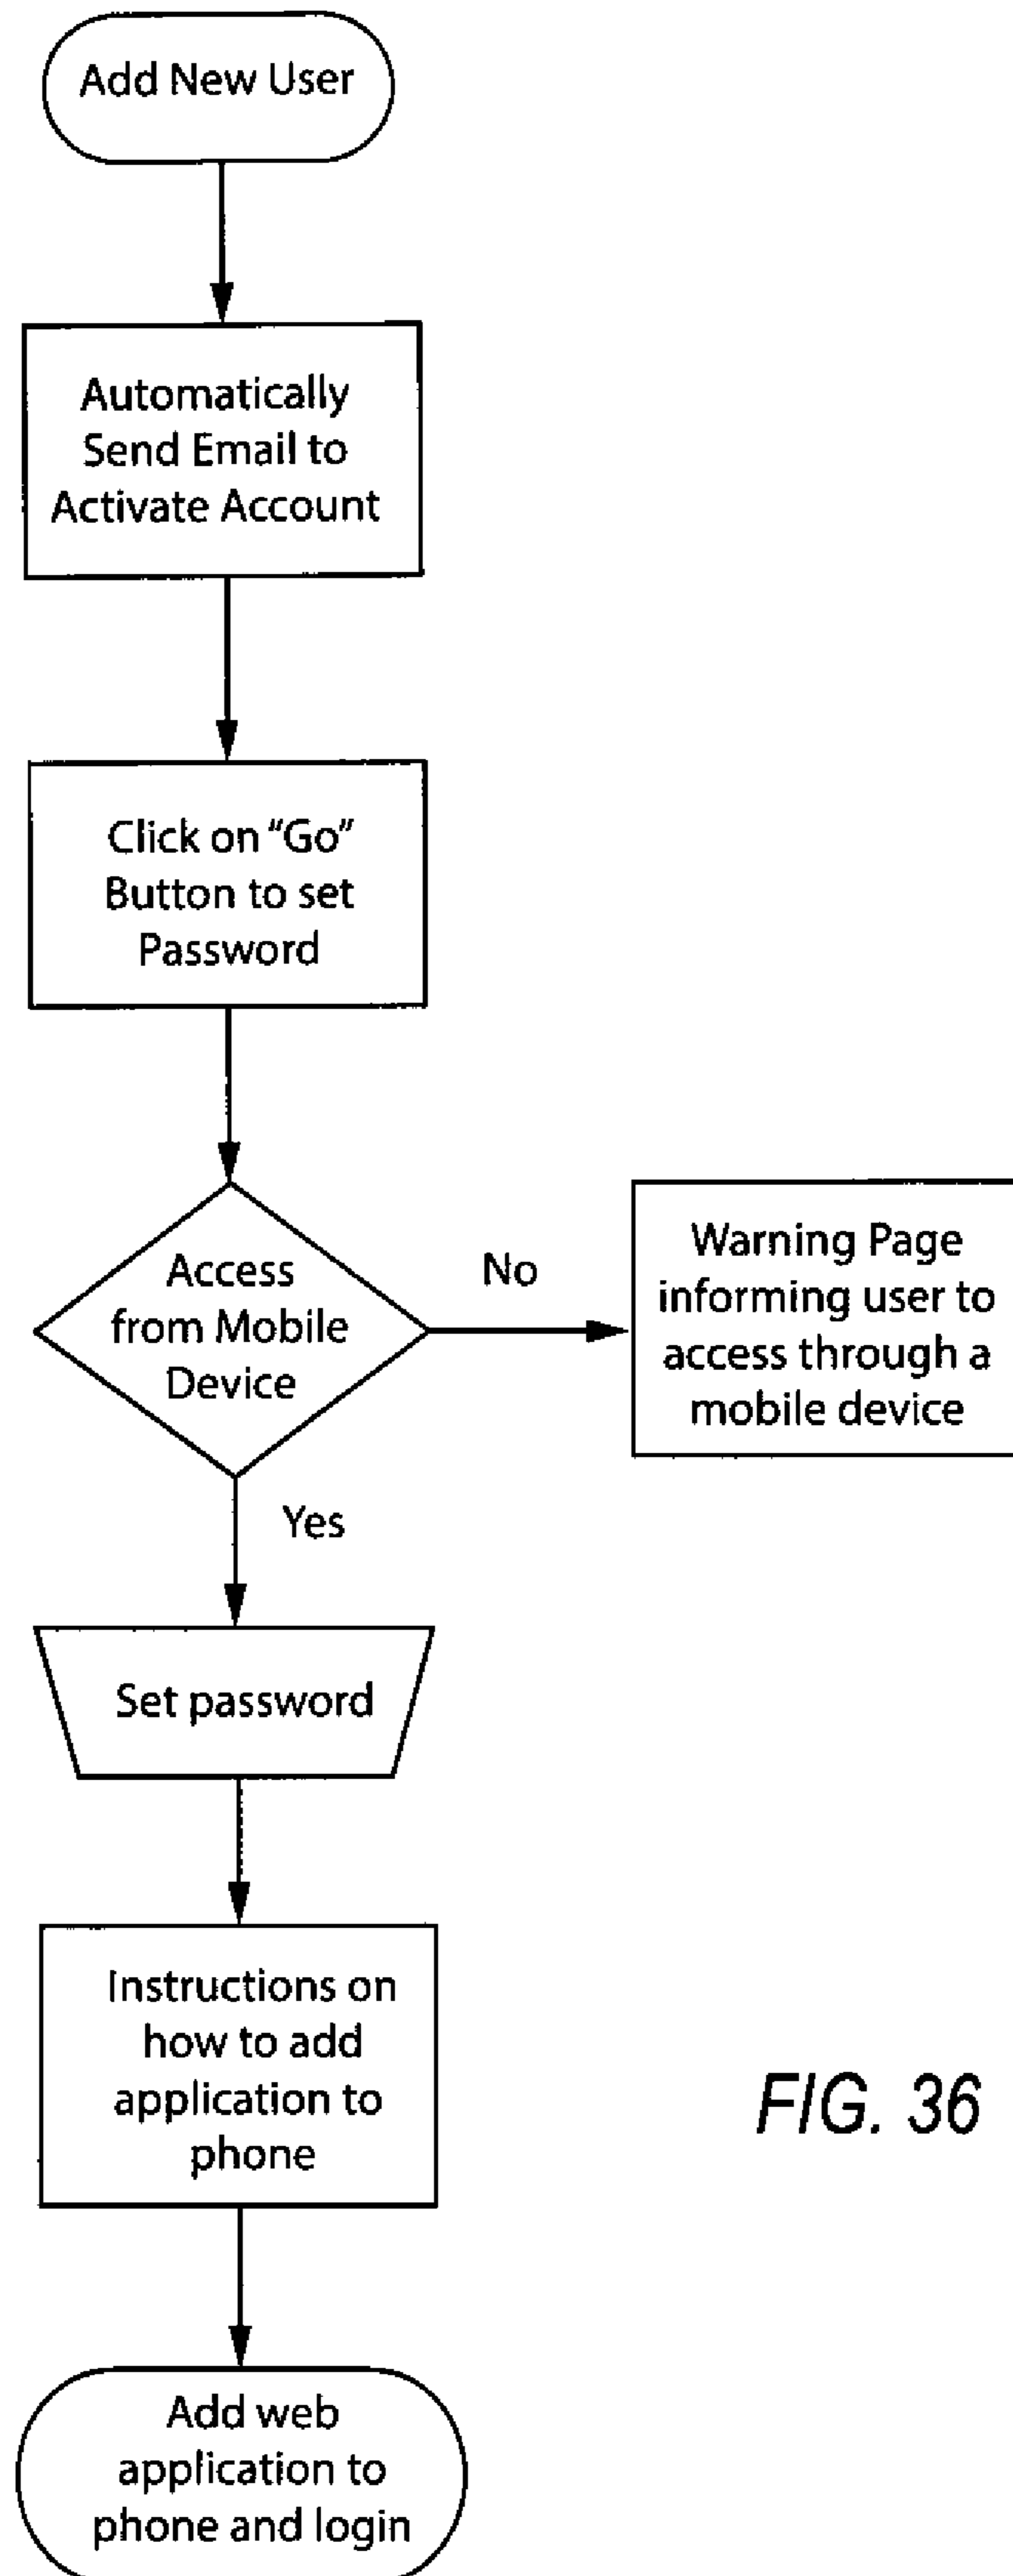 Add New User
Automatically
Send Email to
Activate Account
Click on “Go”
Button to set
Password
Access
from Mobile
Device
No
Warning Page
informing user to
access through a
mobile device
Yes
Set password
Instructions on
how to add
application to
phone
FIG. 36
Add web
application to
phone and login